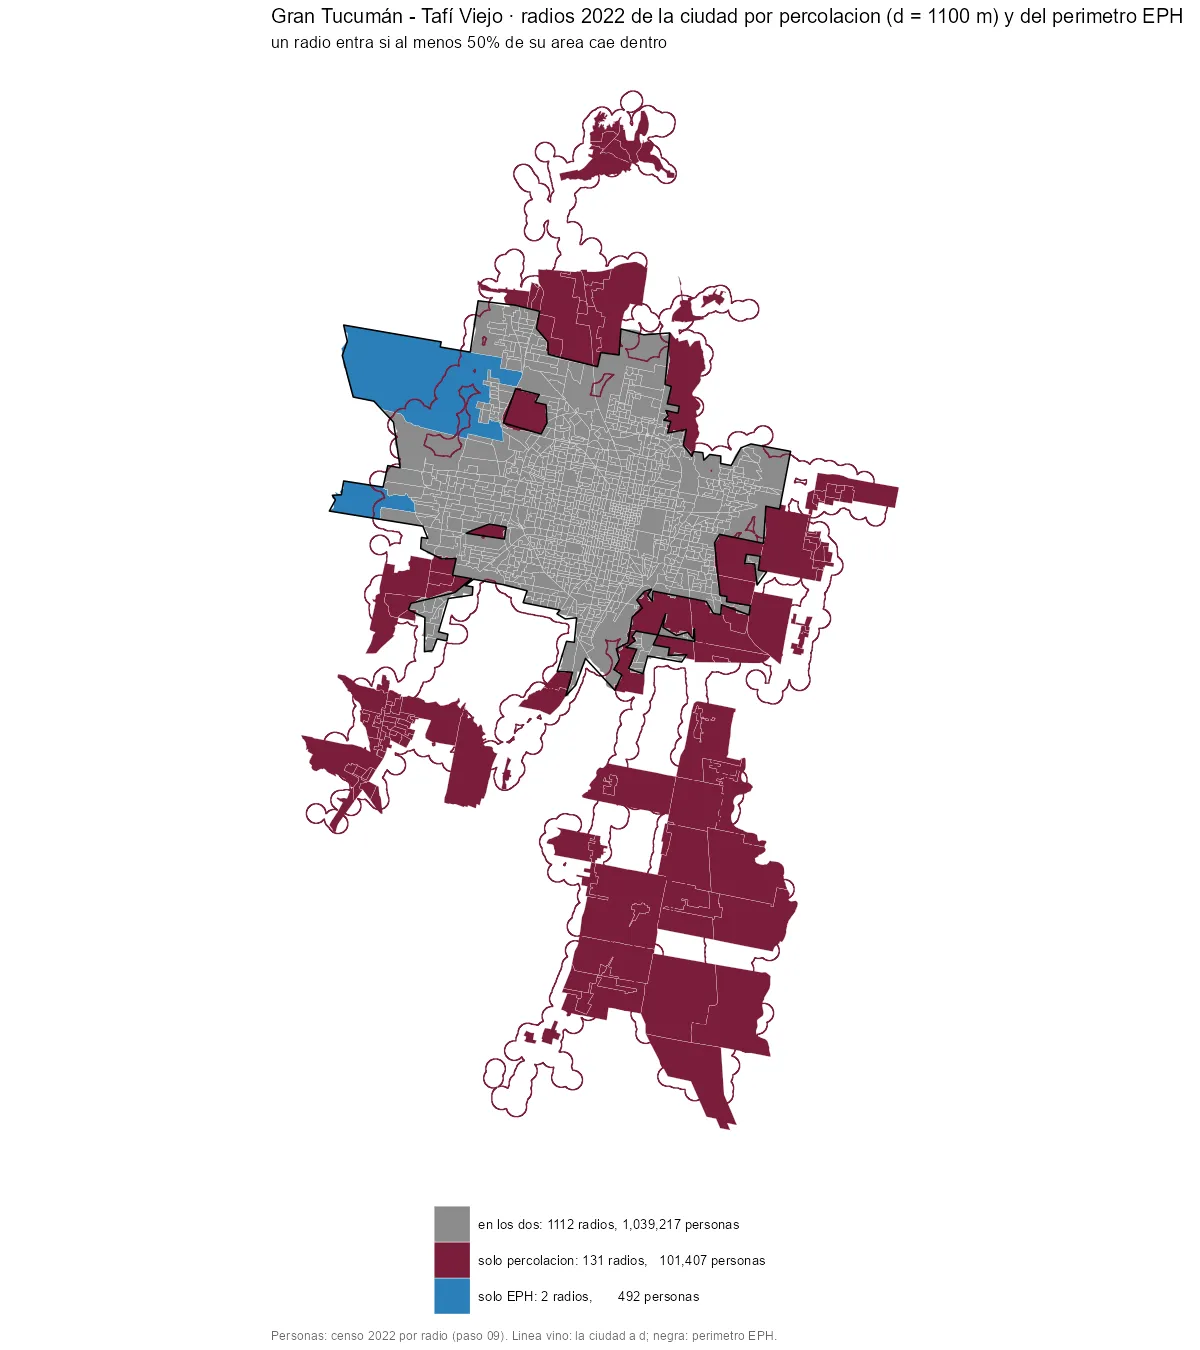 Gran Tucumán - Tafí Viejo · radios 2022 de la ciudad por percolacion (d = 1100 m) y del perimetro EPH
un radio entra si al menos 50% de su area cae dentro
en los dos: 1112 radios, 1,039,217 personas
solo percolacion: 131 radios, 101,407 personas
solo EPH: 2 radios, 492 personas
Personas: censo 2022 por radio (paso 09). Linea vino: la ciudad a d; negra: perimetro EPH.